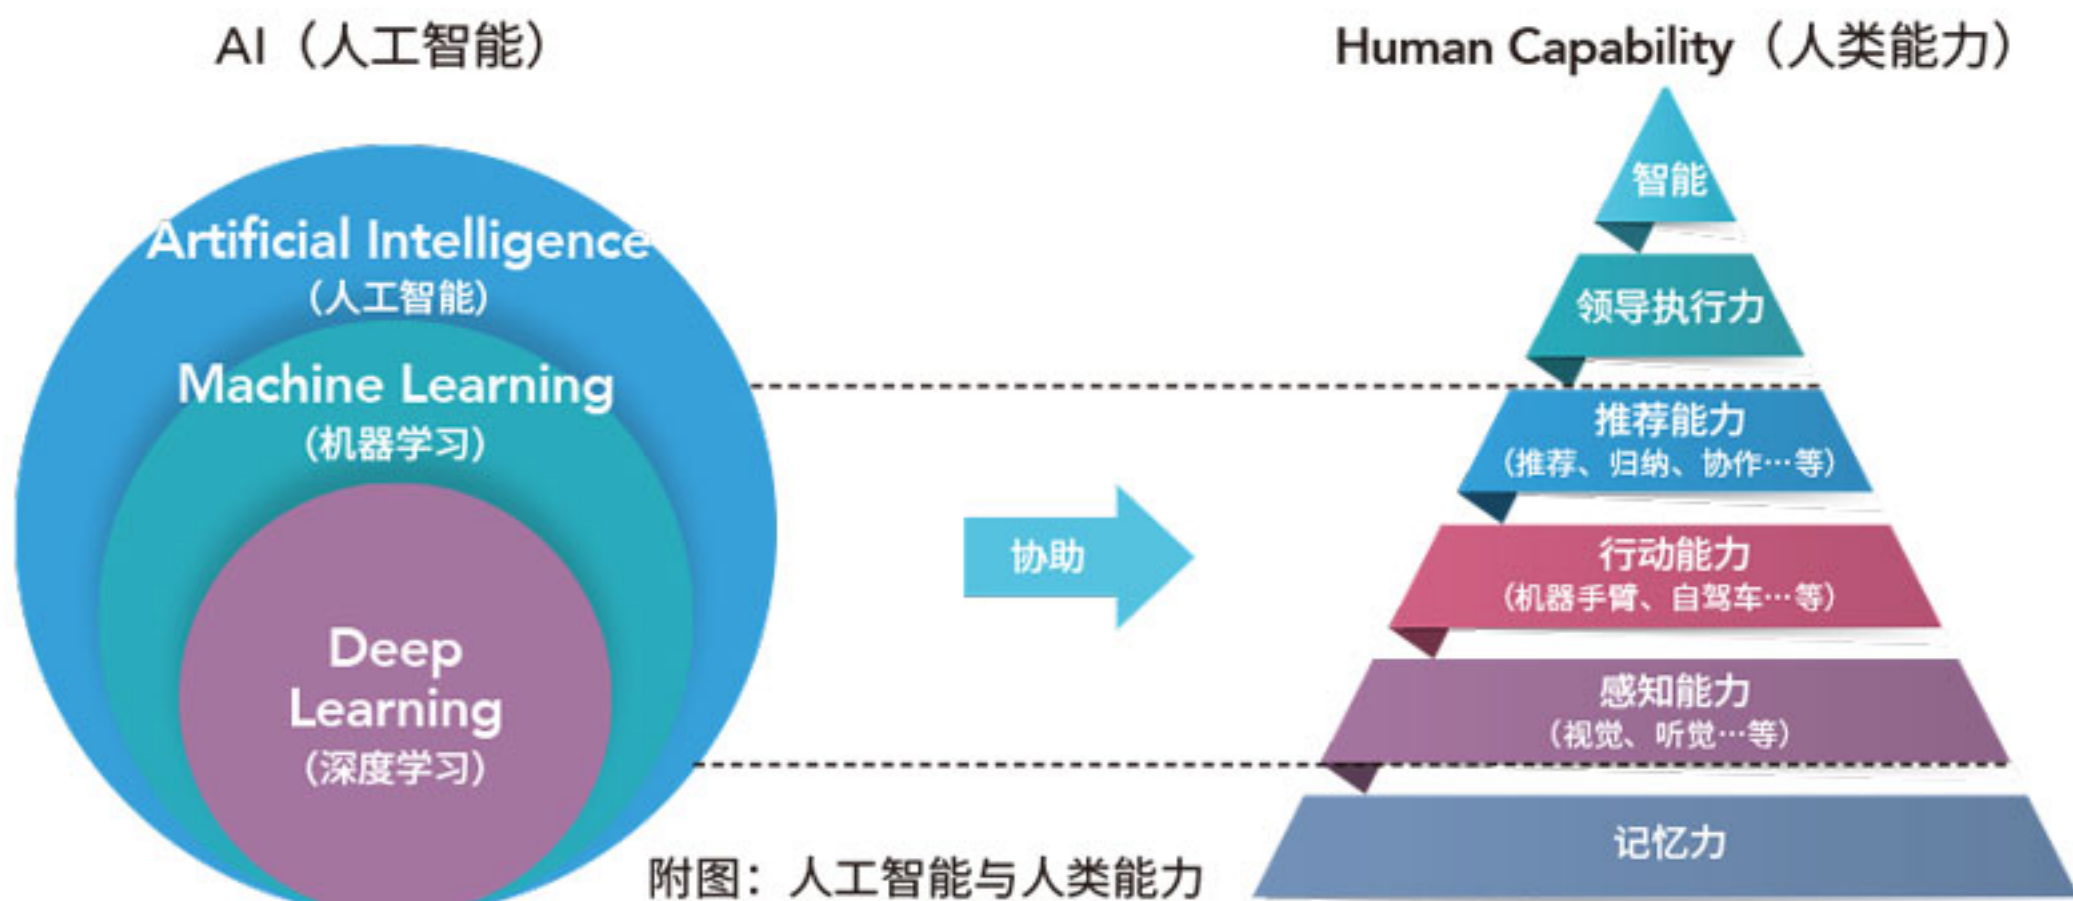 AI（人工智能）
Human Capability（人类能力）
Artificial Intelligence
（人工智能）
Machine Learning
（机器学习）
Deep
Learning
（深度学习）
协助
智能
领导执行力
推荐能力
（推荐、归纳、协作…等）
行动能力
（机器手臂、自驾车…等）
感知能力
（视觉、听觉…等）
记忆力
附图：人工智能与人类能力